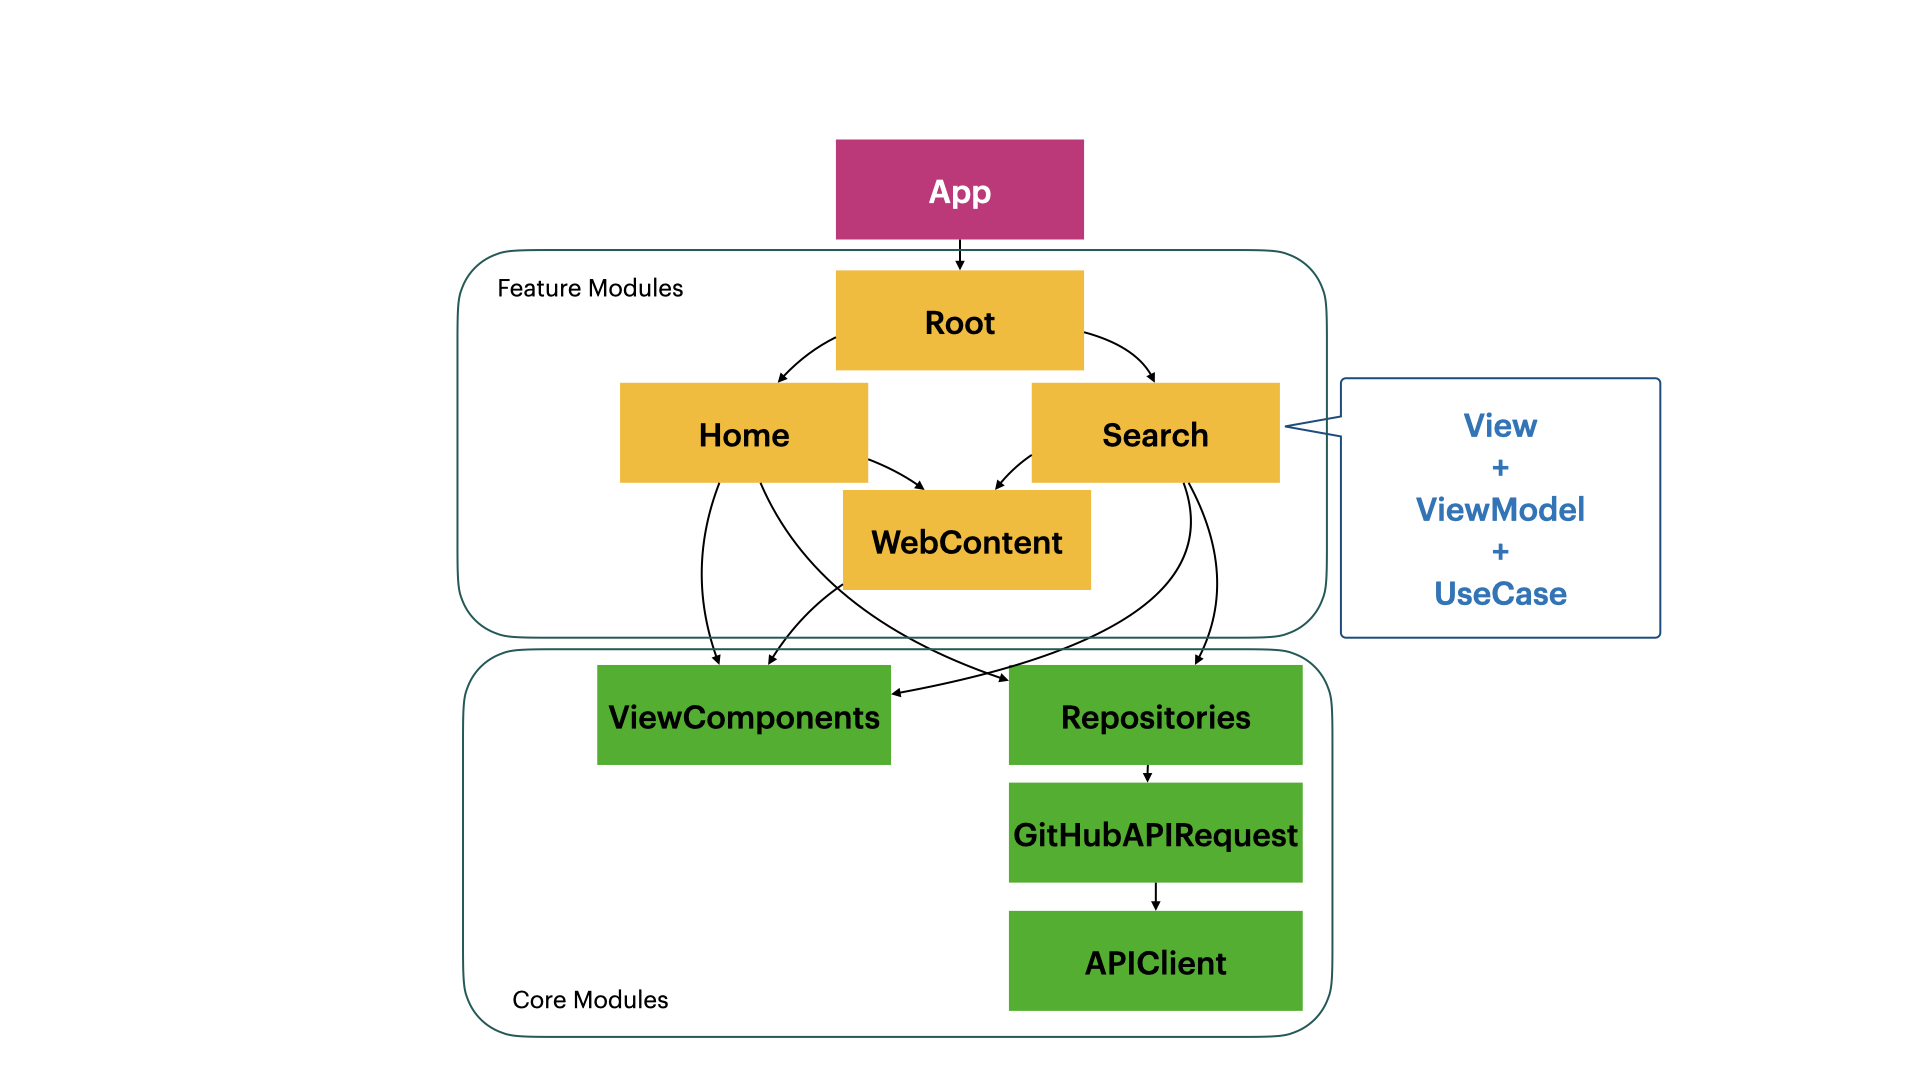 App
Feature Modules
Root
Home
Search
WebContent
View
+
ViewModel
+
UseCase
ViewComponents
Repositories
GitHubAPIRequest
APIClient
Core Modules